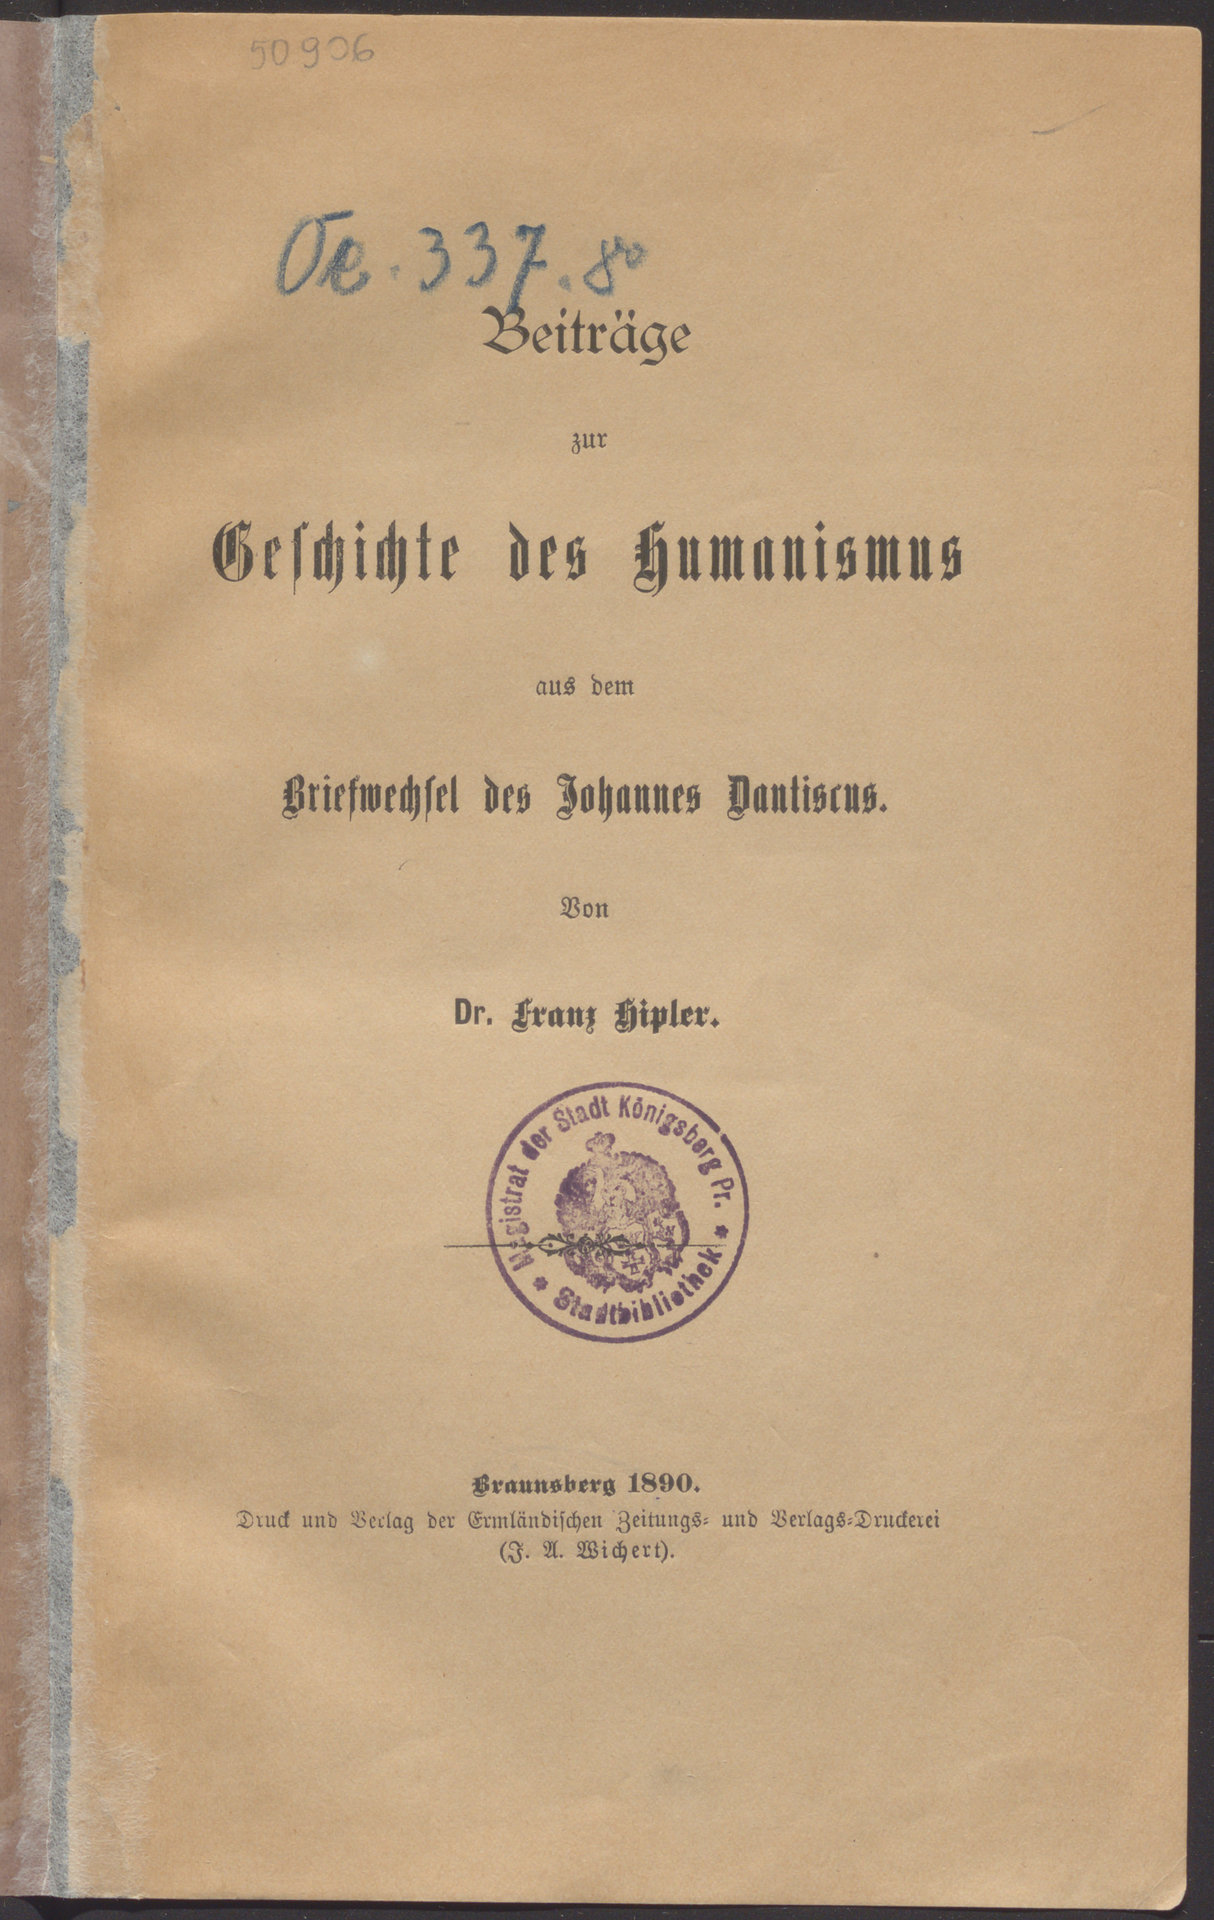 50906
Oe. 337. 8°
Beiträge
zur
Geſchichte des Humanismus
aus dem
Briefwechſel des Johannes Dantiscus.
Von
Dr. Franz Hipler.
Magistrat der Stadt Königsberg Pr.
* Stadtbibliothek *
Braunsberg 1890.
Druck und Verlag der Ermländiſchen Zeitungs- und Verlags-Druckerei
(J. A. Wichert).